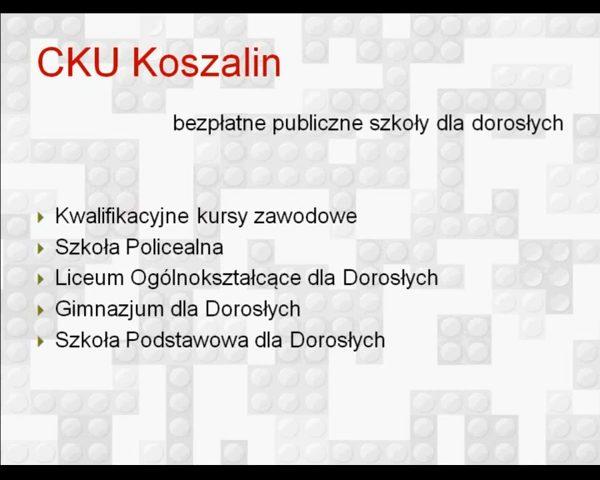 CKU Koszalin
bezpłatne publiczne szkoły dla dorosłych
Kwalifikacyjne kursy zawodowe
Szkoła Policealna
Liceum Ogólnokształcące dla Dorosłych
Gimnazjum dla Dorosłych
Szkoła Podstawowa dla Dorosłych